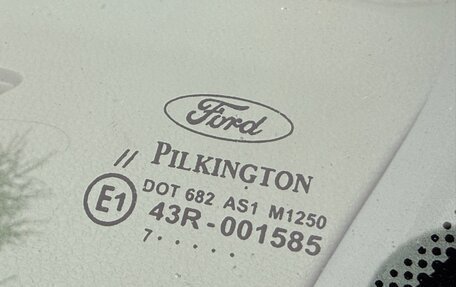 Ford
// PILKINGTON
E1 DOT 682 AS1 M1250
43R-001585
7.....